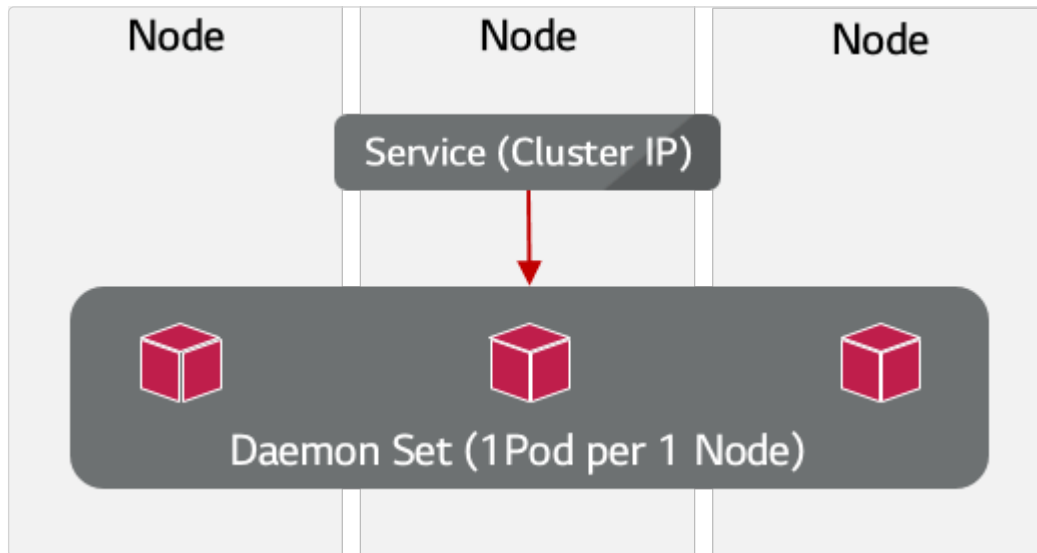 Node
Node
Node
Service (Cluster IP)
Daemon Set (1Pod per 1 Node)